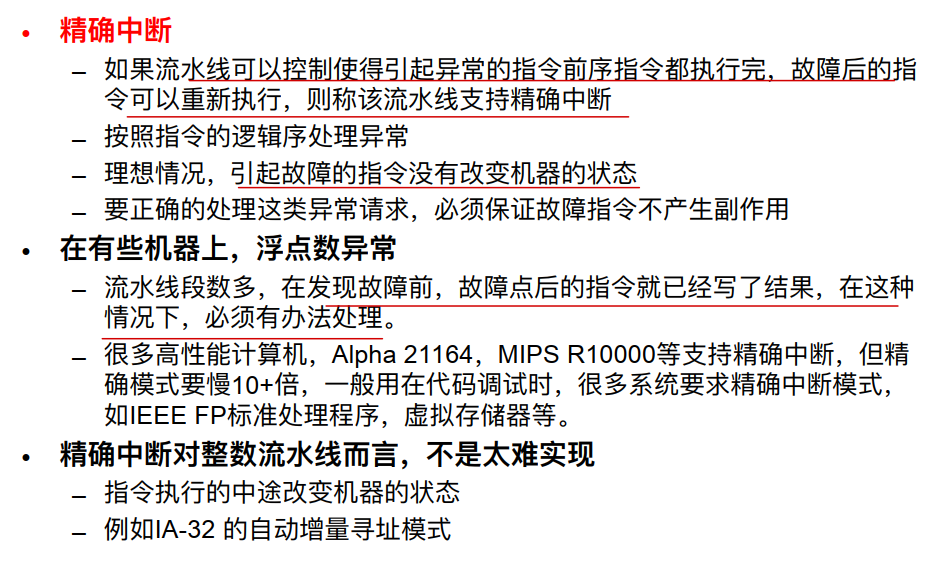 • 精确中断
– 如果流水线可以控制使得引起异常的指令前序指令都执行完，故障后的指
令可以重新执行，则称该流水线支持精确中断
– 按照指令的逻辑序处理异常
– 理想情况，引起故障的指令没有改变机器的状态
– 要正确的处理这类异常请求，必须保证故障指令不产生副作用
• 在有些机器上，浮点数异常
– 流水线段数多，在发现故障前，故障点后的指令就已经写了结果，在这种
情况下，必须有办法处理。
– 很多高性能计算机，Alpha 21164，MIPS R10000等支持精确中断，但精
确模式要慢10+倍，一般用在代码调试时，很多系统要求精确中断模式，
如IEEE FP标准处理程序，虚拟存储器等。
• 精确中断对整数流水线而言，不是太难实现
– 指令执行的中途改变机器的状态
– 例如IA-32 的自动增量寻址模式